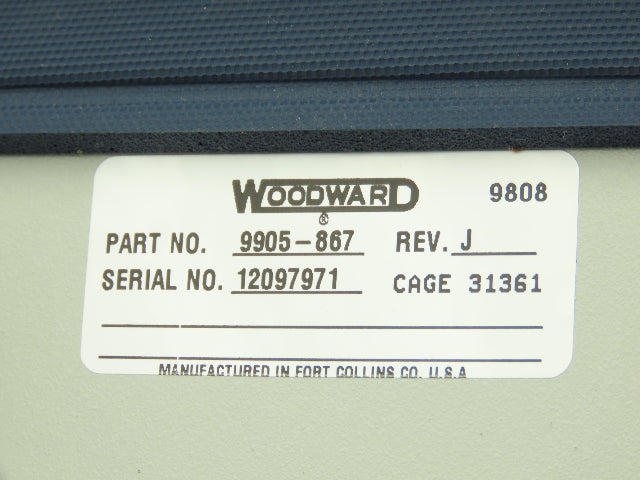 WOODWARD 9808
®
PART NO. 9905-867 REV. J
SERIAL NO. 12097971 CAGE 31361
MANUFACTURED IN FORT COLLINS CO. U.S.A